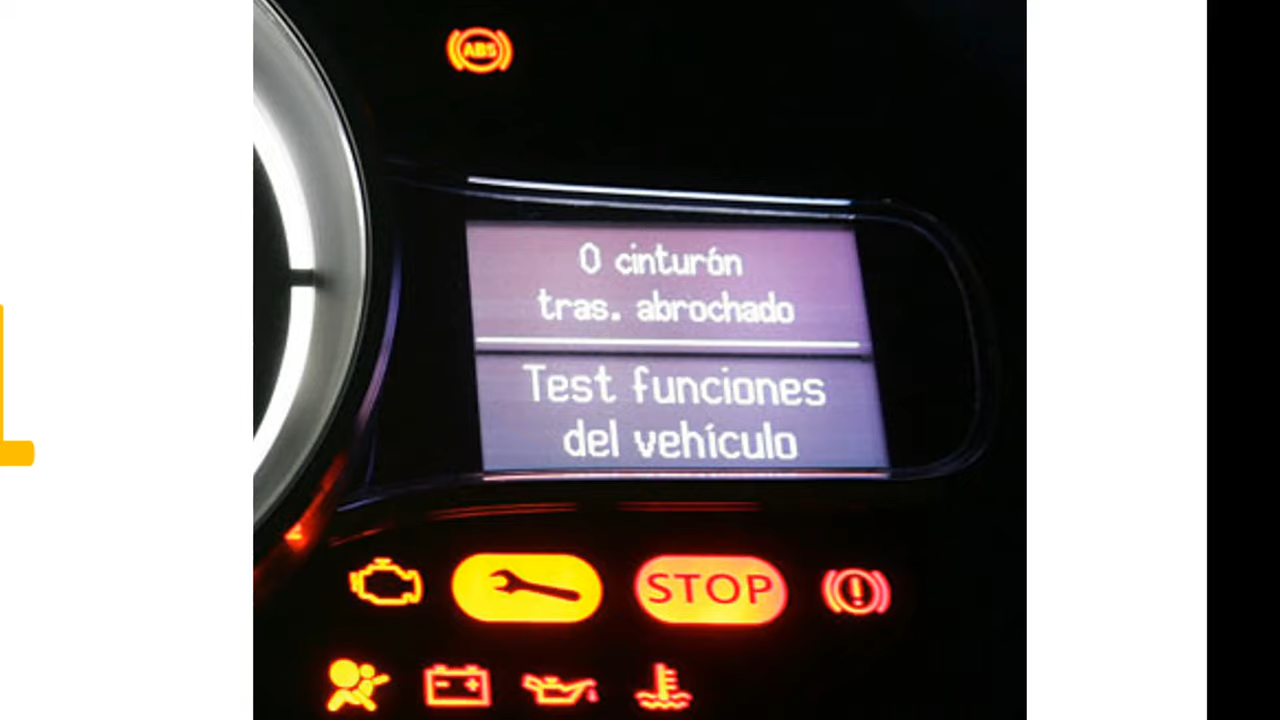 ABS
0 cinturón
tras. abrochado
Test funciones
del vehículo
STOP